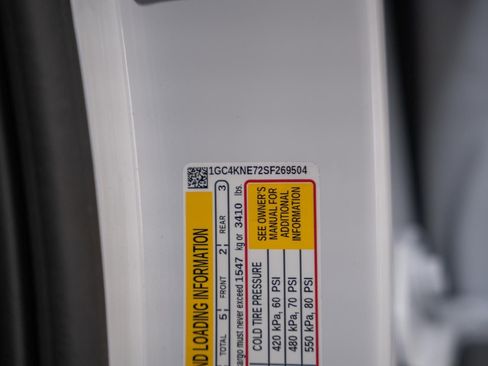 1GC4KNE72SF269504
ND LOADING INFORMATION
TOTAL 5 FRONT 2 REAR 3
argo must never exceed 1547 kg or 3410 lbs.
SEE OWNER'S
MANUAL FOR
ADDITIONAL
INFORMATION
COLD TIRE PRESSURE
420 kPa, 60 PSI
480 kPa, 70 PSI
550 kPa, 80 PSI